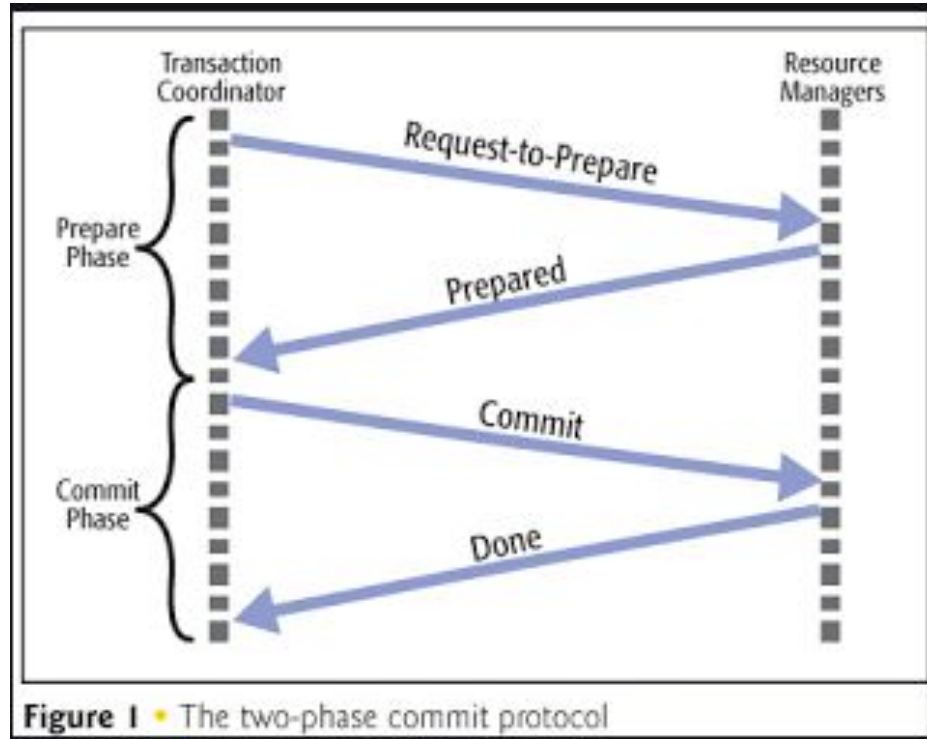 Transaction
Coordinator
Resource
Managers
Request-to-Prepare
Prepare
Phase
Prepared
Commit
Commit
Phase
Done
Figure 1 • The two-phase commit protocol